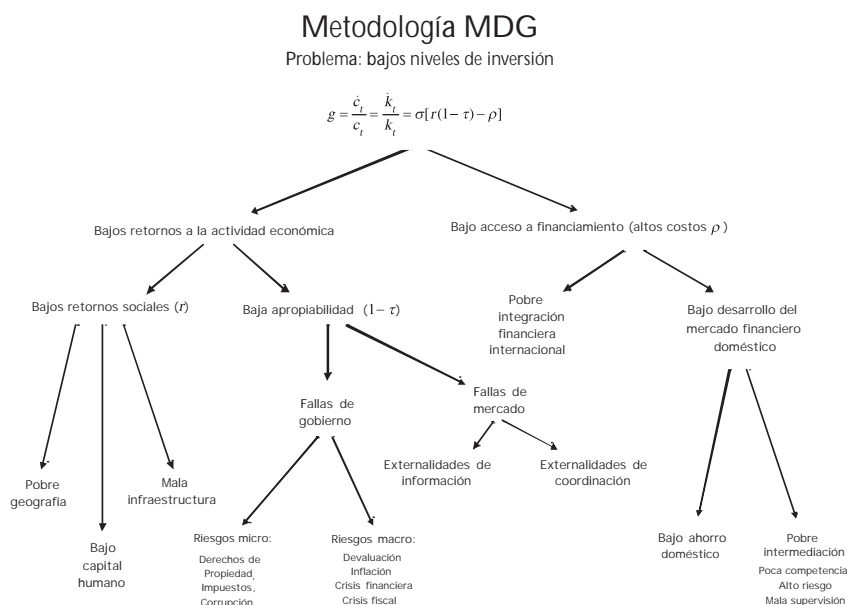 Metodología MDG
Problema: bajos niveles de inversión
g = ċ_t / c_t = k̇_t / k_t = σ[r(1− τ) − ρ]
Bajos retornos a la actividad económica
Bajo acceso a financiamiento (altos costos ρ )
Bajos retornos sociales (r)
Baja apropiabilidad (1− τ)
Pobre
integración
financiera
internacional
Bajo desarrollo del
mercado financiero
doméstico
Fallas de
gobierno
Fallas de
mercado
Externalidades de
información
Externalidades de
coordinación
Pobre
geografía
Mala
infraestructura
Bajo
capital
humano
Riesgos micro:
Derechos de
Propiedad,
Impuestos,
Corrupción
Riesgos macro:
Devaluación
Inflación
Crisis financiera
Crisis fiscal
Bajo ahorro
doméstico
Pobre
intermediación
Poca competencia
Alto riesgo
Mala supervisión